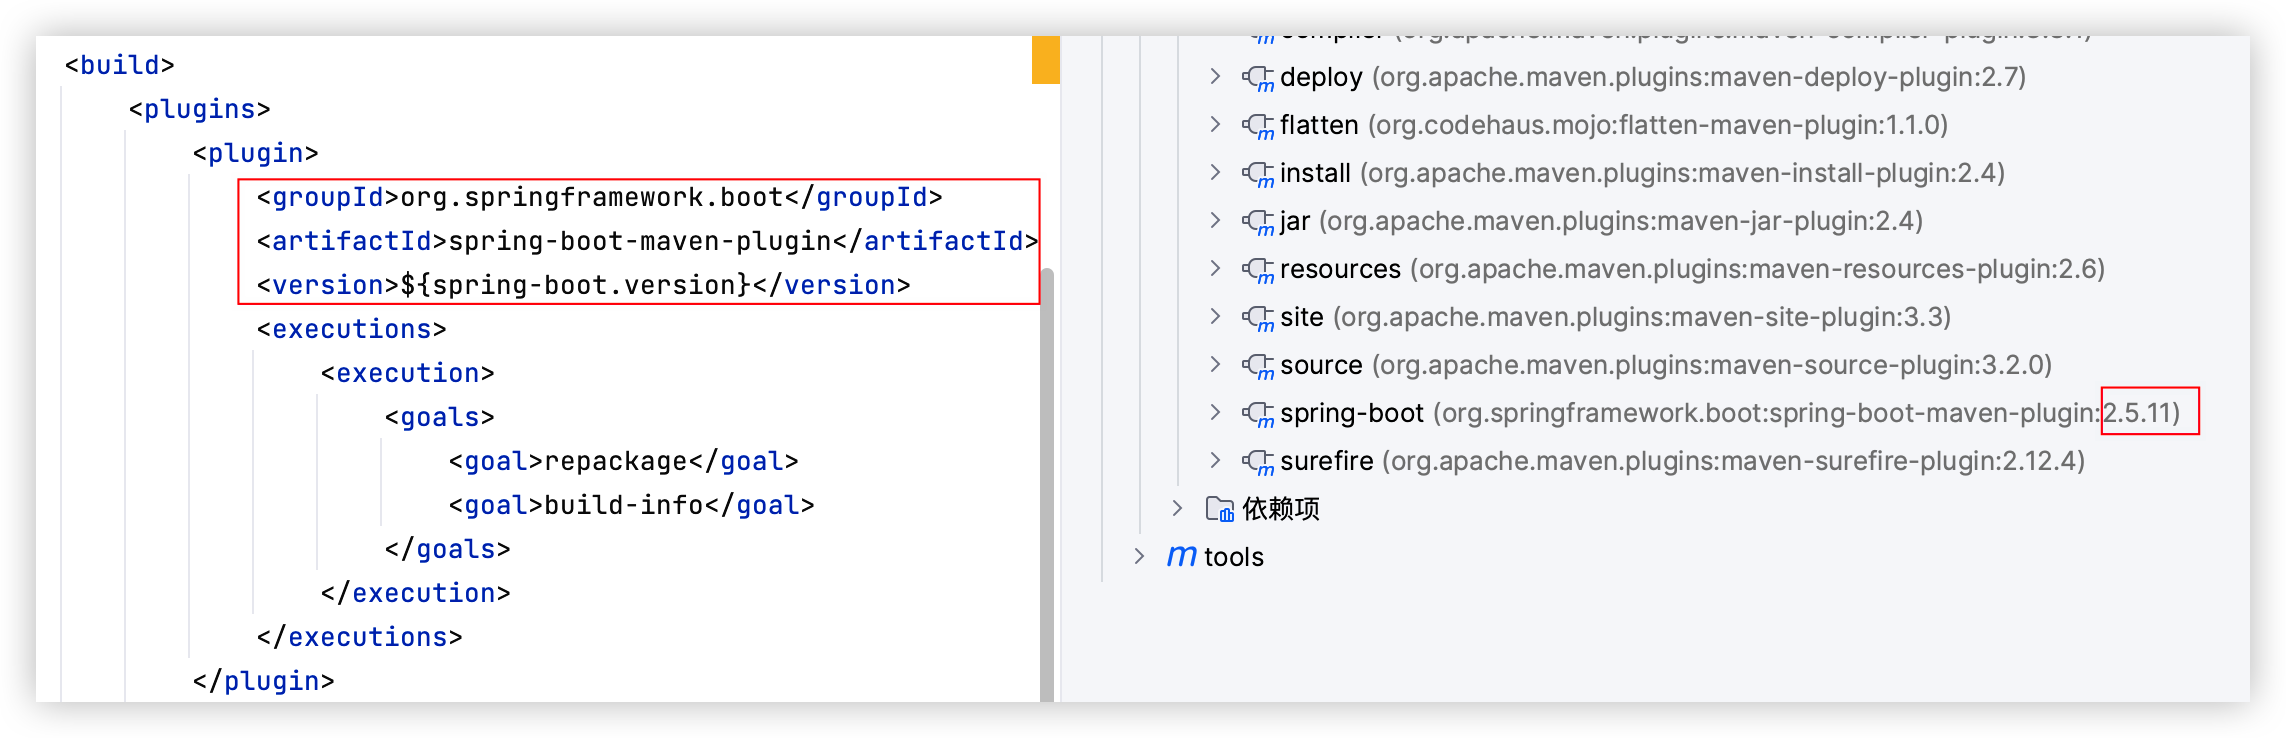 <build>
<plugins>
<plugin>
<groupId>org.springframework.boot</groupId>
<artifactId>spring-boot-maven-plugin</artifactId>
<version>${spring-boot.version}</version>
<executions>
<execution>
<goals>
<goal>repackage</goal>
<goal>build-info</goal>
</goals>
</execution>
</executions>
</plugin>
deploy (org.apache.maven.plugins:maven-deploy-plugin:2.7)
flatten (org.codehaus.mojo:flatten-maven-plugin:1.1.0)
install (org.apache.maven.plugins:maven-install-plugin:2.4)
jar (org.apache.maven.plugins:maven-jar-plugin:2.4)
resources (org.apache.maven.plugins:maven-resources-plugin:2.6)
site (org.apache.maven.plugins:maven-site-plugin:3.3)
source (org.apache.maven.plugins:maven-source-plugin:3.2.0)
spring-boot (org.springframework.boot:spring-boot-maven-plugin:2.5.11)
surefire (org.apache.maven.plugins:maven-surefire-plugin:2.12.4)
依赖项
tools